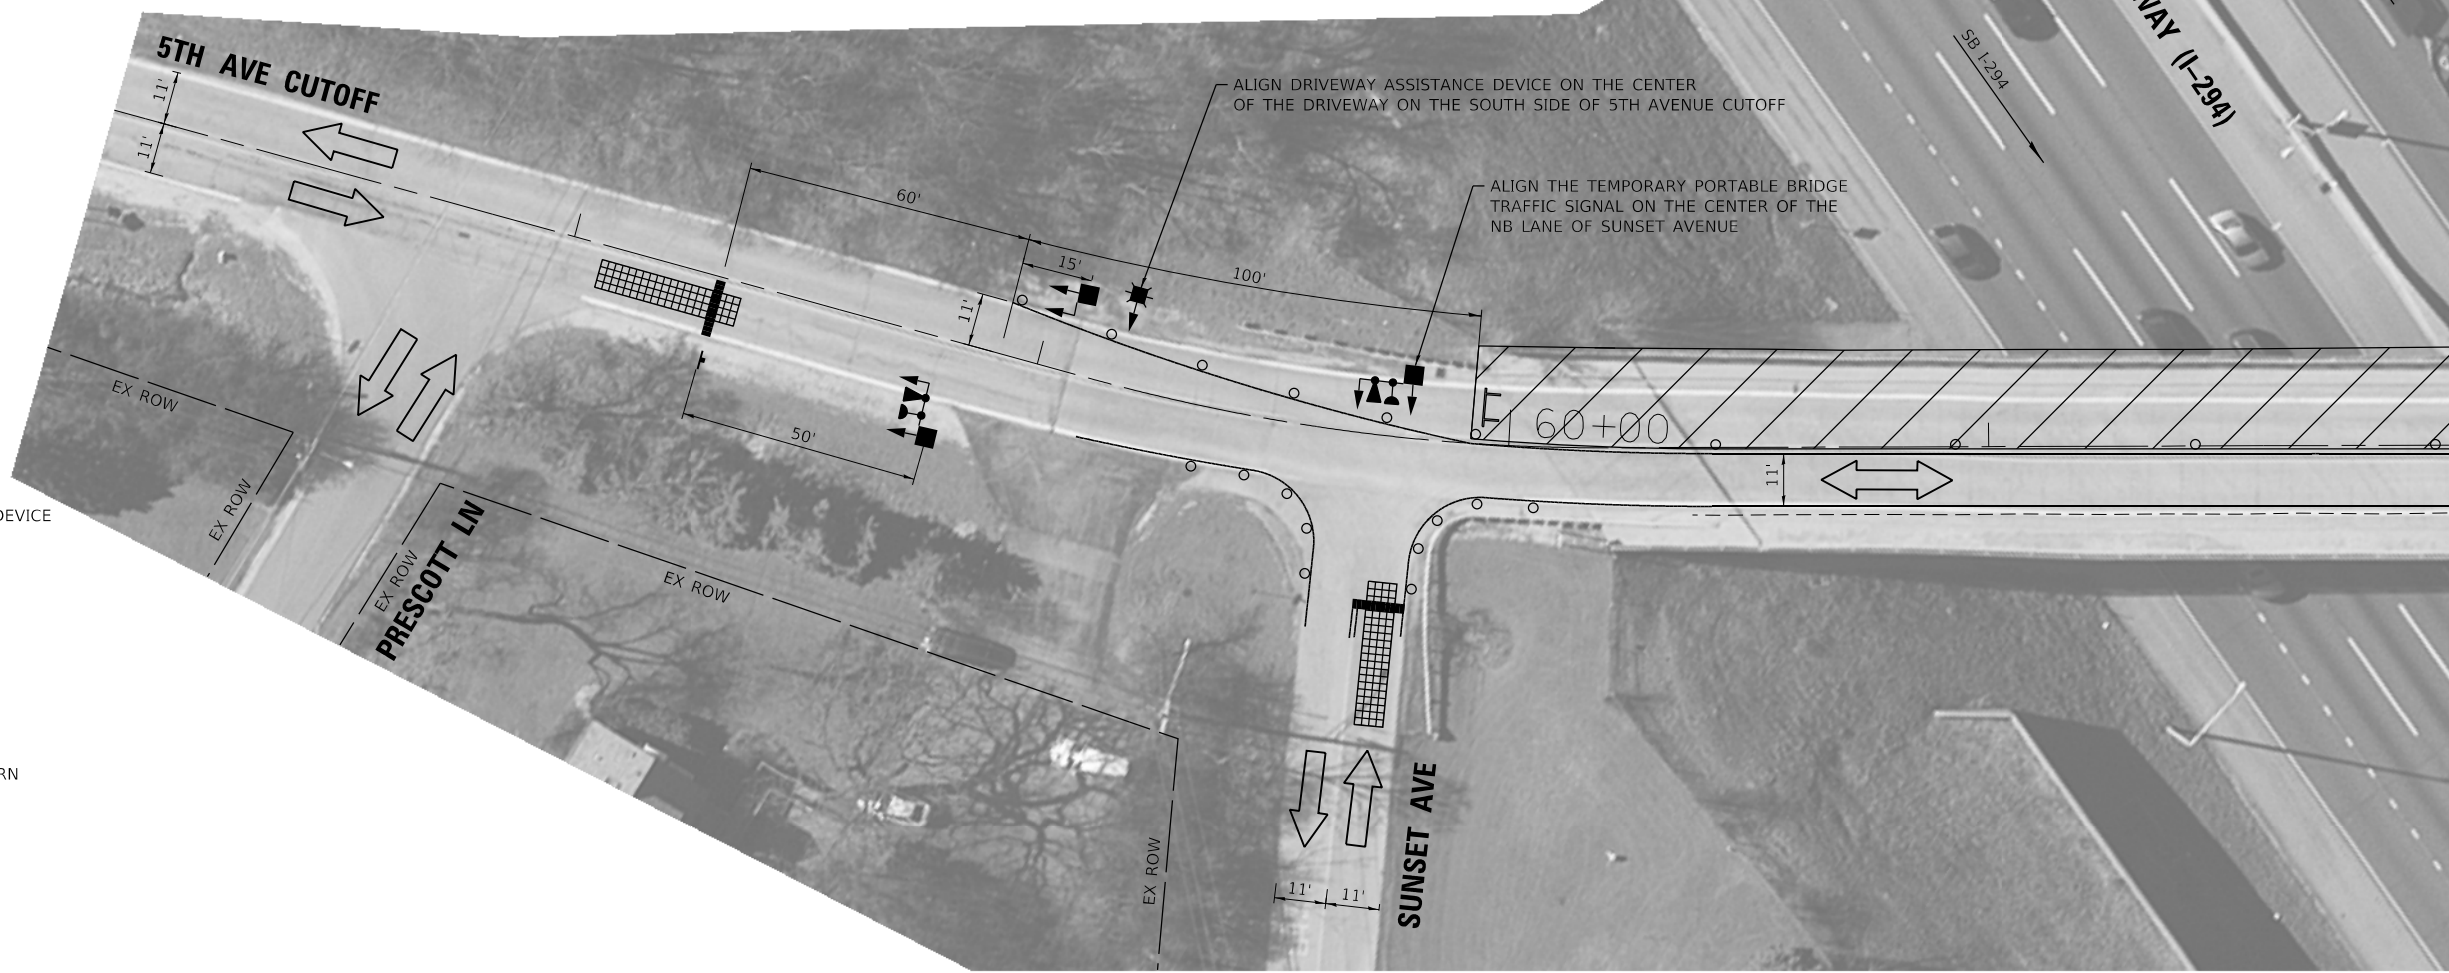 5TH AVE CUTOFF
11'
11'
60'
15'
100'
11'
50'
ALIGN DRIVEWAY ASSISTANCE DEVICE ON THE CENTER
OF THE DRIVEWAY ON THE SOUTH SIDE OF 5TH AVENUE CUTOFF
ALIGN THE TEMPORARY PORTABLE BRIDGE
TRAFFIC SIGNAL ON THE CENTER OF THE
NB LANE OF SUNSET AVENUE
SB I-294
WAY (I-294)
60+00
11'
EX ROW
EX ROW
EX ROW
PRESCOTT LN
EX ROW
EX ROW
DEVICE
RN
11'
11'
SUNSET AVE